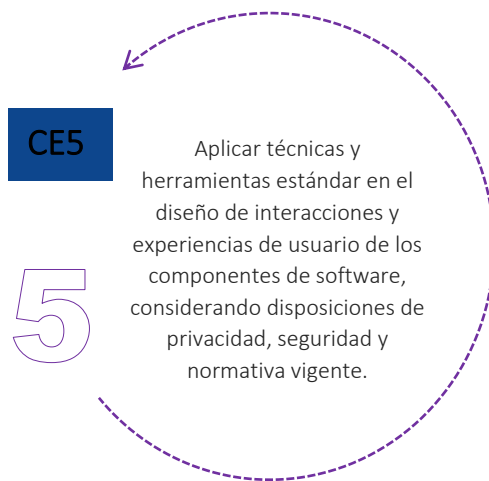 CE5
5
Aplicar técnicas y
herramientas estándar en el
diseño de interacciones y
experiencias de usuario de los
componentes de software,
considerando disposiciones de
privacidad, seguridad y
normativa vigente.